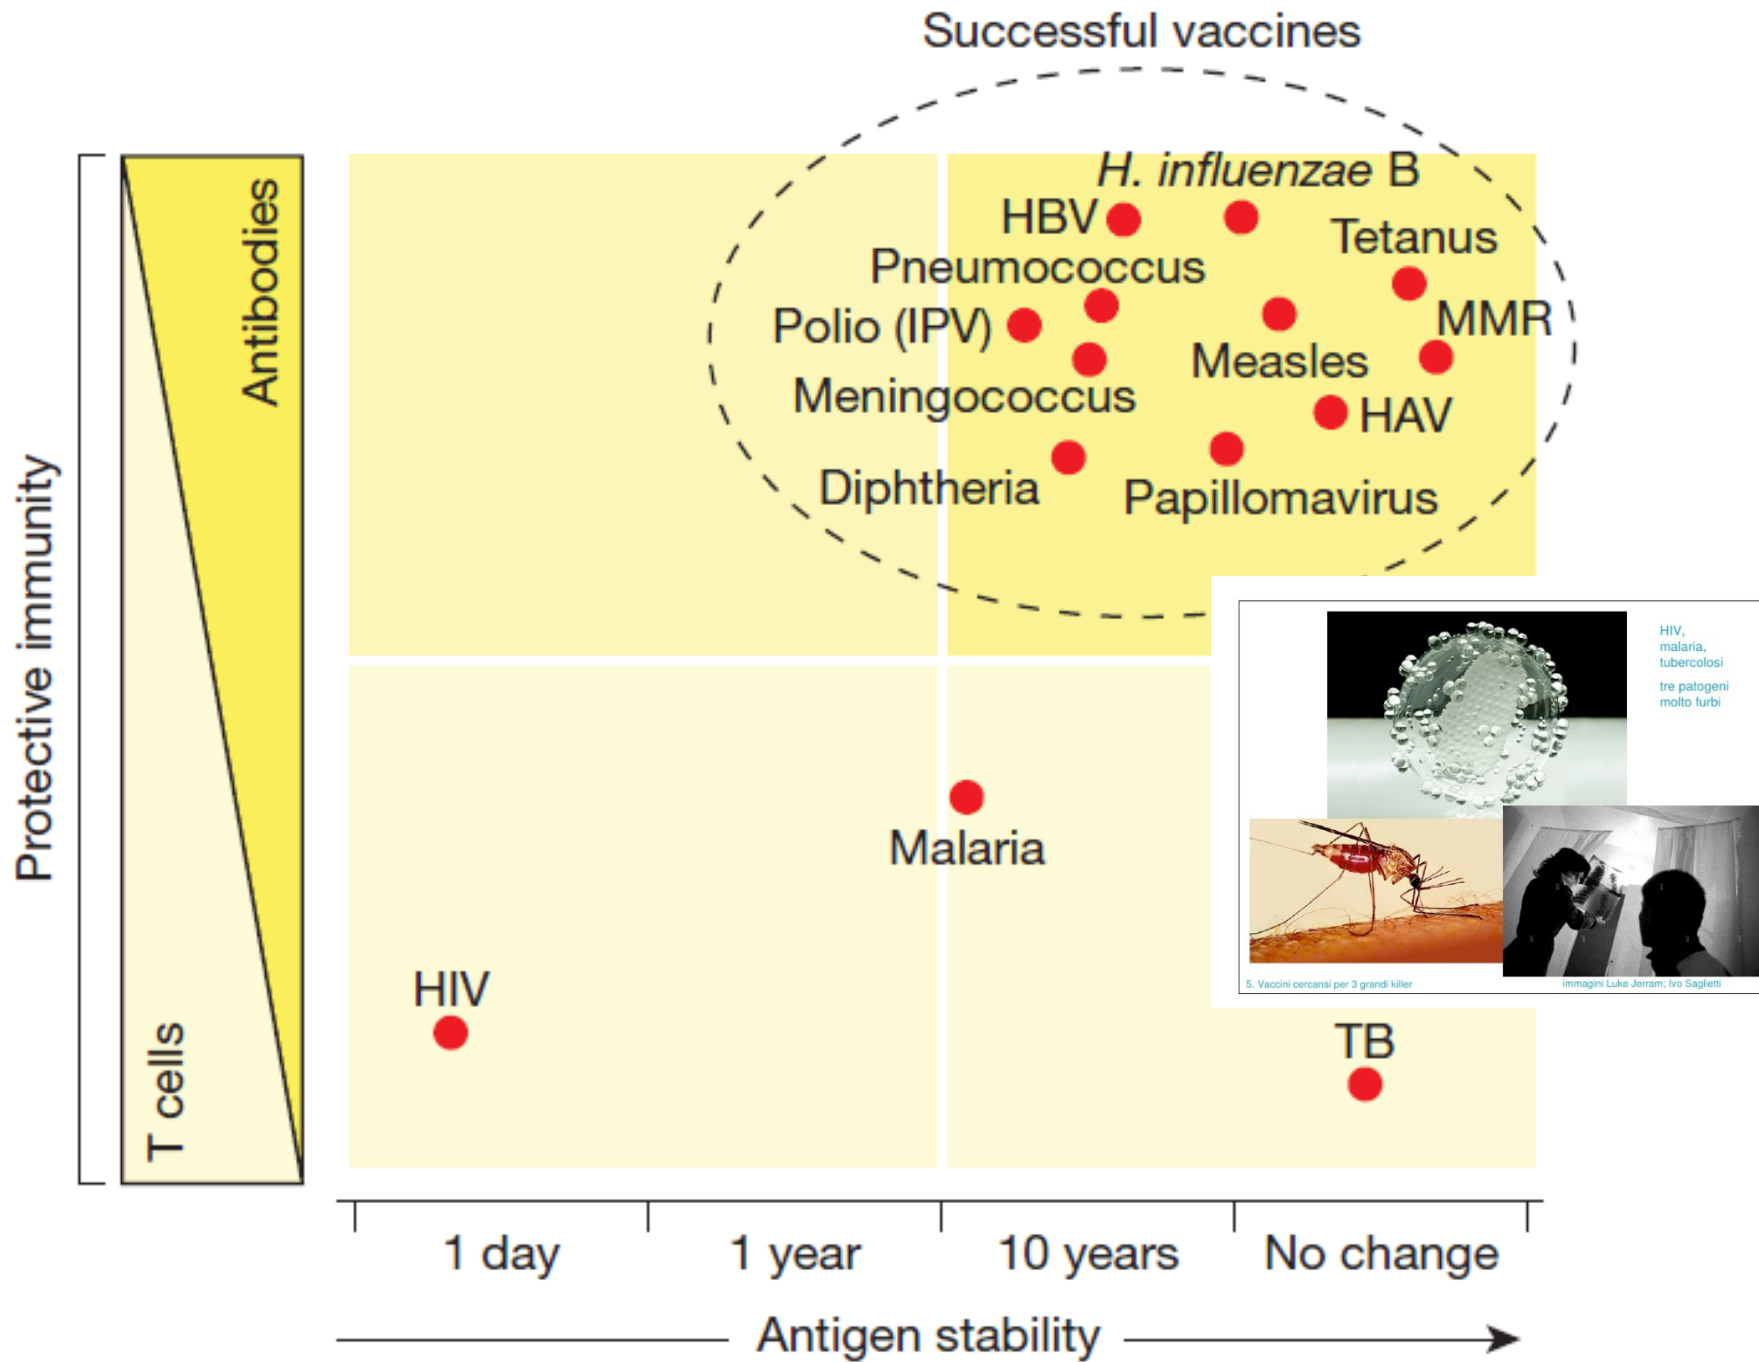 Successful vaccines
H. influenzae B
HBV
Tetanus
Pneumococcus
Polio (IPV)
MMR
Measles
Meningococcus
HAV
Diphtheria
Papillomavirus
Antibodies
Protective immunity
T cells
HIV,
malaria,
tubercolosi
tre patogeni
molto furbi
5. Vaccini cercansi per 3 grandi killer
immagini Luke Jerram; Ivo Saglietti
Malaria
HIV
TB
1 day
1 year
10 years
No change
Antigen stability